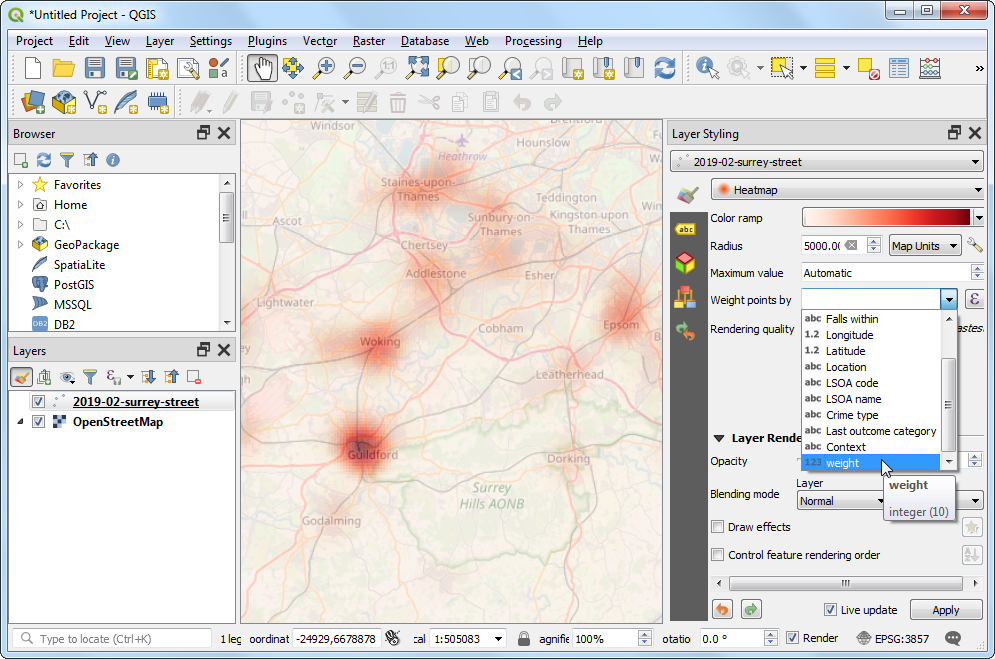 *Untitled Project - QGIS
Project Edit View Layer Settings Plugins Vector Raster Database Web Processing Help
1:1
»
Browser
Favorites
Home
C:\
GeoPackage
SpatiaLite
PostGIS
MSSQL
DB2
Layers
2019-02-surrey-street
OpenStreetMap
Windsor
Hounslow
Heathrow
Staines-upon-
Thames
Teddington
Kingston upon
Thames
Ascot
Sunbury-on
Thames
Chertsey
Addlestone
Esher
Lightwater
Epsom
Cobham
Woking
Leatherhead
Guildford
Dorking
Surrey
Hills AONB
Godalming
Layer Styling
2019-02-surrey-street
Heatmap
abc
Color ramp
Radius 5000.0 Map Units
Maximum value Automatic
Weight points by
ε
Rendering quality
abc Falls within
1.2 Longitude
1.2 Latitude
abc Location
abc LSOA code
abc LSOA name
abc Crime type
abc Last outcome category
abc Context
123 weight
weight
integer (10)
Layer Rende
Opacity
Layer
Blending mode Normal
Draw effects
Control feature rendering order
Live update Apply
Type to locate (Ctrl+K) 1 leg oordinat -24929,6678878 cal 1:505083 agnifie 100% otatio 0.0 ° Render EPSG:3857